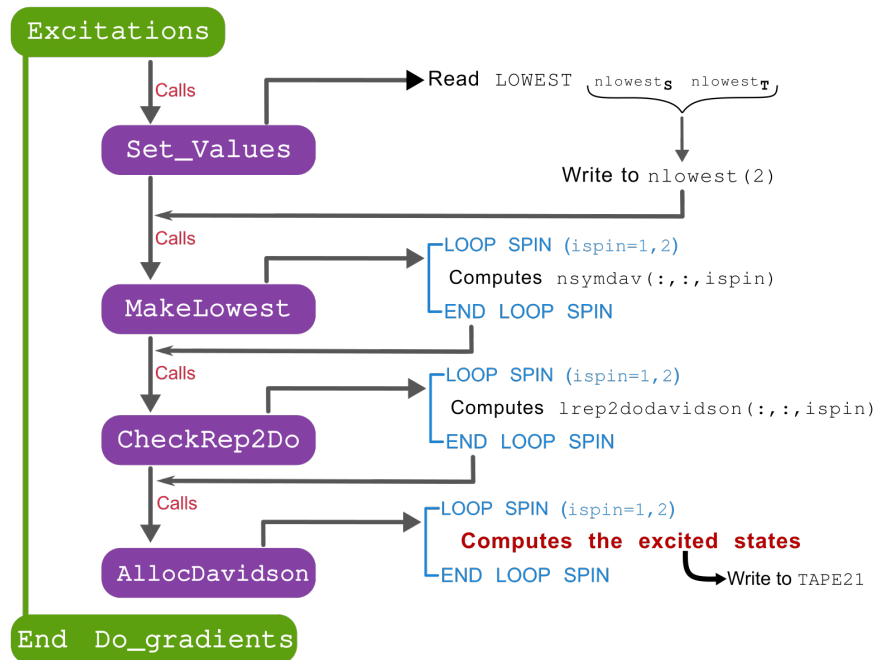 Excitations
Calls
Read LOWEST nlowestS nlowestT
Set_Values
Write to nlowest(2)
Calls
LOOP SPIN (ispin=1,2)
Computes nsymdav(:,:,ispin)
MakeLowest
END LOOP SPIN
Calls
LOOP SPIN (ispin=1,2)
Computes lrep2dodavidson(:,:,ispin)
CheckRep2Do
END LOOP SPIN
Calls
LOOP SPIN (ispin=1,2)
Computes the excited states
AllocDavidson
END LOOP SPIN
Write to TAPE21
End Do_gradients